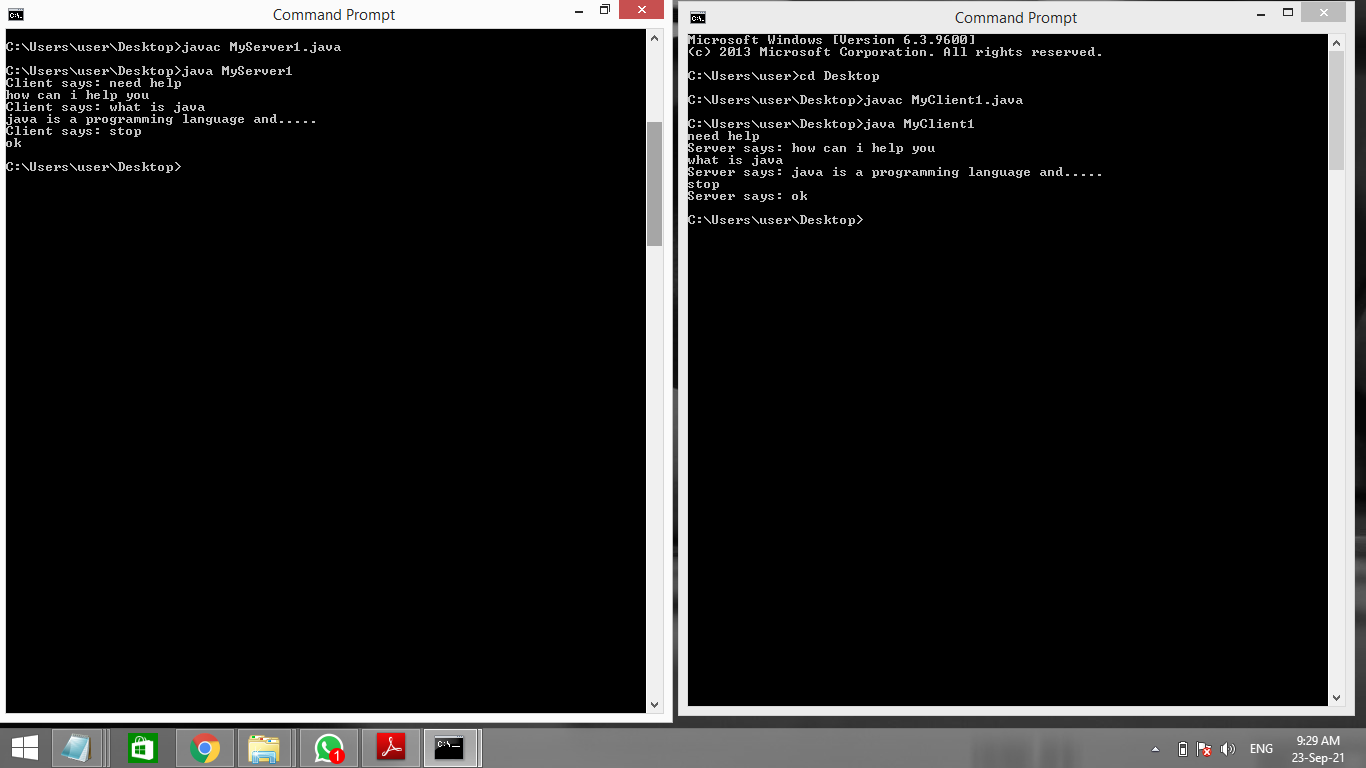 Command Prompt
C:\Users\user\Desktop>javac MyServer1.java
C:\Users\user\Desktop>java MyServer1
Client says: need help
how can i help you
Client says: what is java
java is a programming language and.....
Client says: stop
ok
C:\Users\user\Desktop>
Command Prompt
Microsoft Windows [Version 6.3.9600]
(c) 2013 Microsoft Corporation. All rights reserved.
C:\Users\user>cd Desktop
C:\Users\user\Desktop>javac MyClient1.java
C:\Users\user\Desktop>java MyClient1
need help
Server says: how can i help you
what is java
Server says: java is a programming language and.....
stop
Server says: ok
C:\Users\user\Desktop>
1
C:\_
ENG
9:29 AM
23-Sep-21